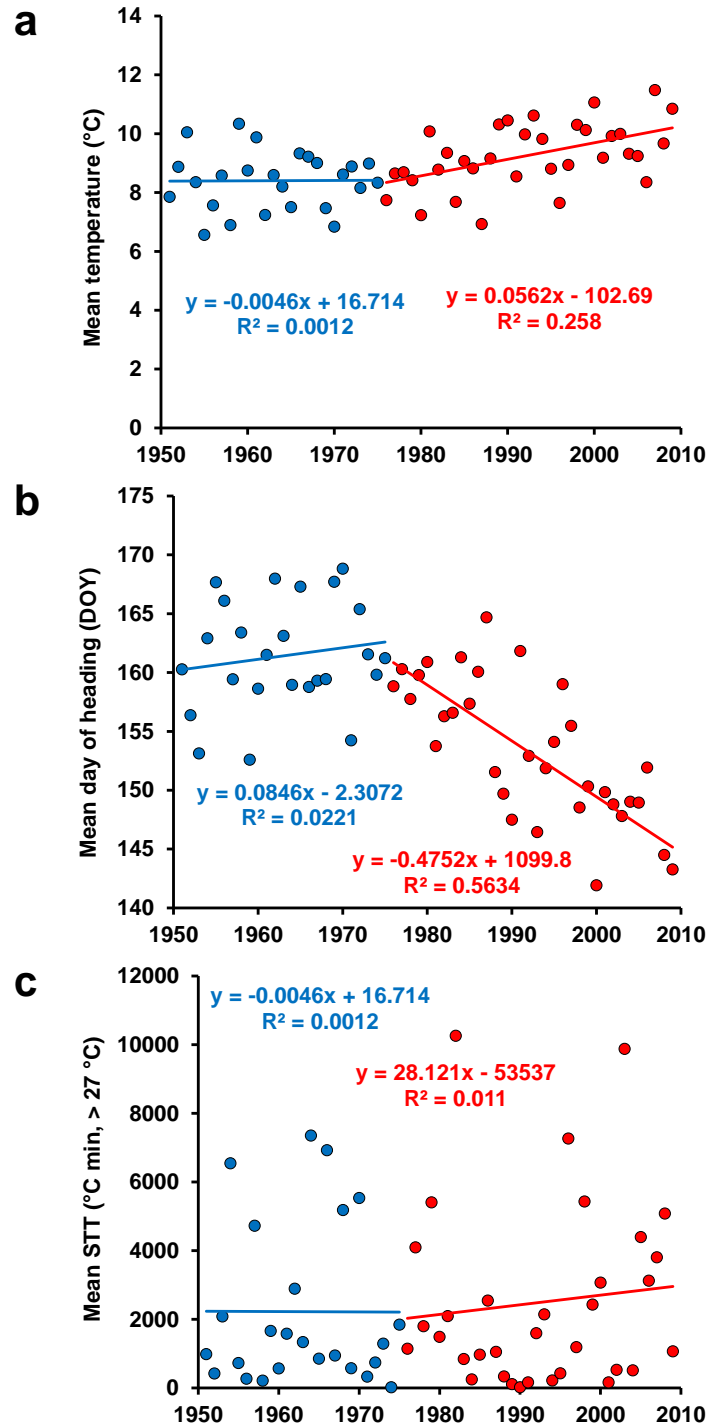 a
Mean temperature (°C)
14
12
10
8
6
4
2
0
y = -0.0046x + 16.714
R² = 0.0012
y = 0.0562x - 102.69
R² = 0.258
1950 1960 1970 1980 1990 2000 2010
b
Mean day of heading (DOY)
175
170
165
160
155
150
145
140
y = 0.0846x - 2.3072
R² = 0.0221
y = -0.4752x + 1099.8
R² = 0.5634
1950 1960 1970 1980 1990 2000 2010
c
Mean STT (°C min, > 27 °C)
12000
10000
8000
6000
4000
2000
0
y = -0.0046x + 16.714
R² = 0.0012
y = 28.121x - 53537
R² = 0.011
1950 1960 1970 1980 1990 2000 2010